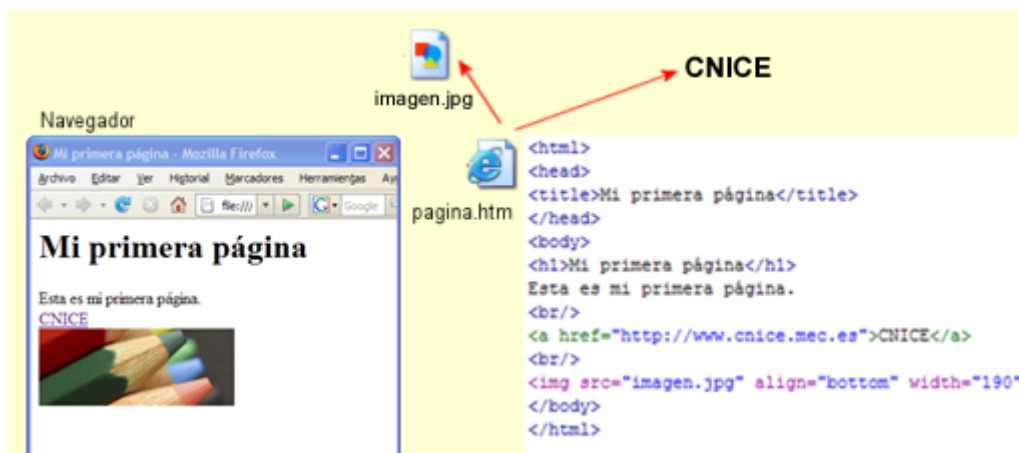 CNICE
imagen.jpg
Navegador
Mi primera página - Mozilla Firefox
Archivo Editar Ver Historial Marcadores Herramientas Ay
file:/// G Google
Mi primera página
Esta es mi primera página.
CNICE
pagina.htm
<html>
<head>
<title>Mi primera página</title>
</head>
<body>
<h1>Mi primera página</h1>
Esta es mi primera página.
<br/>
<a href="http://www.cnice.mec.es">CNICE</a>
<br/>
<img src="imagen.jpg" align="bottom" width="190"
</body>
</html>